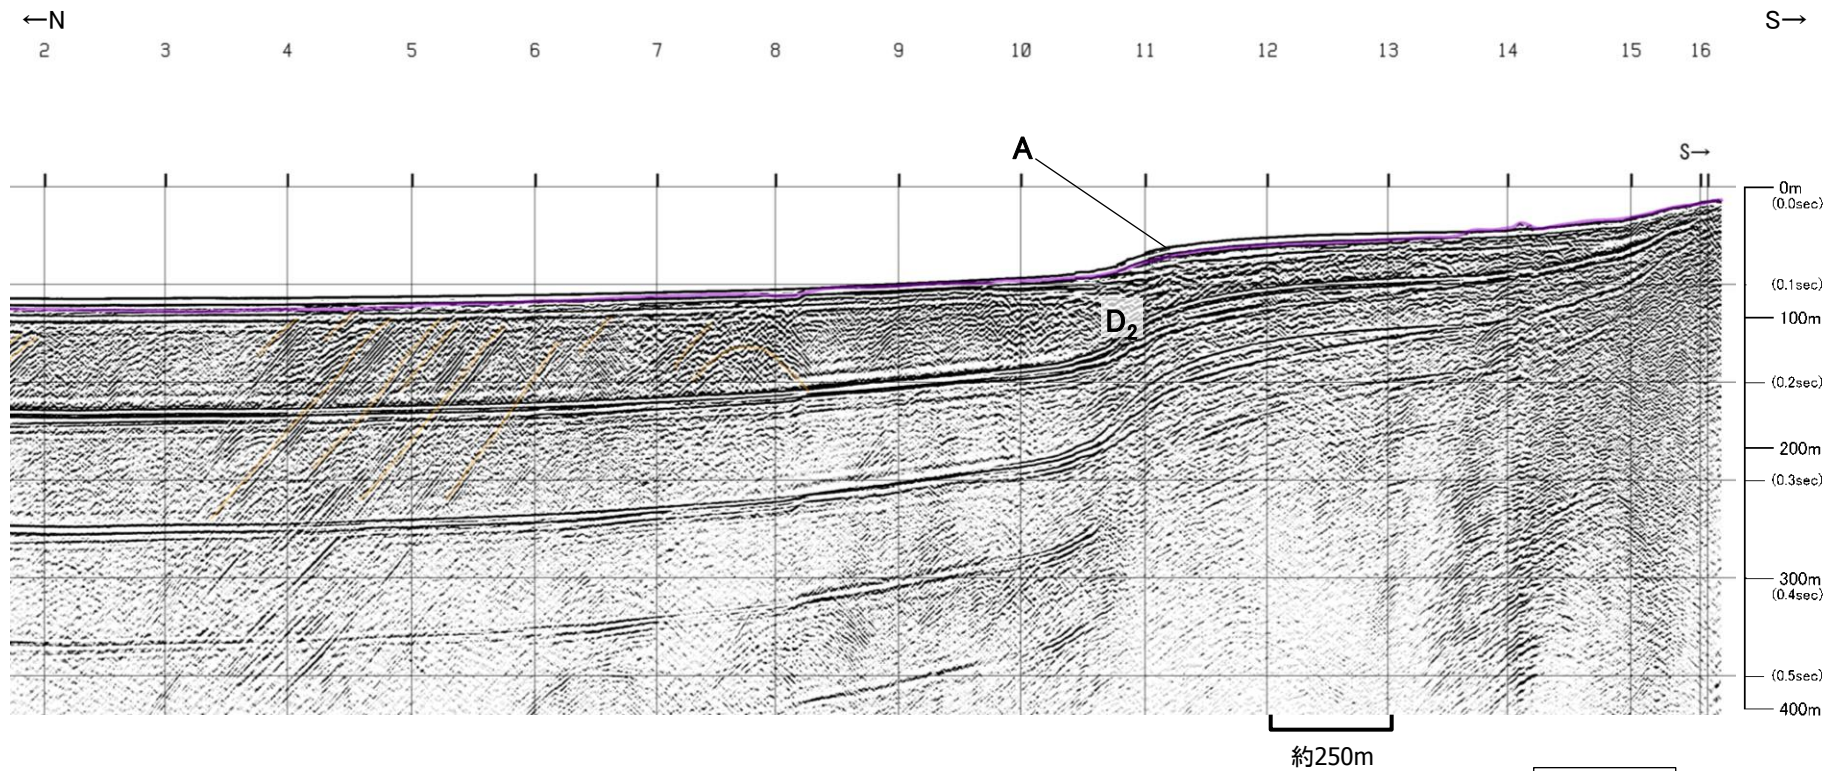 ←N
S→
2 3 4 5 6 7 8 9 10 11 12 13 14 15 16
A
S→
0m
(0.0sec)
D2
(0.1sec)
100m
(0.2sec)
200m
(0.3sec)
300m
(0.4sec)
(0.5sec)
400m
約250m